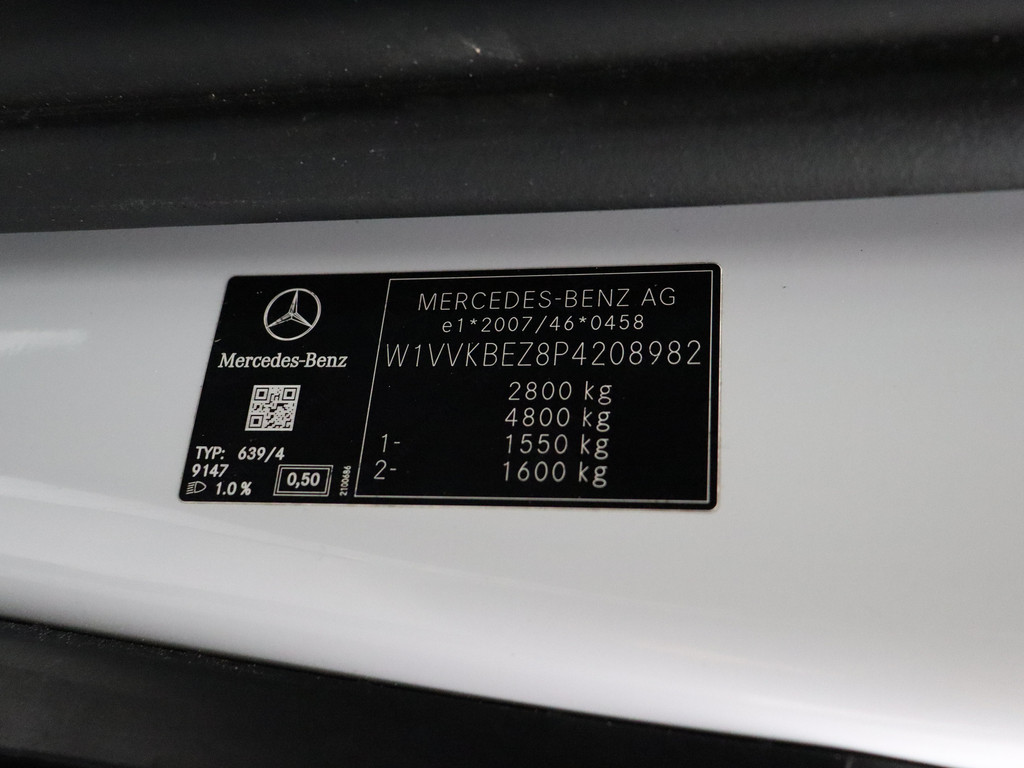 Mercedes-Benz
TYP: 639/4
9147
1.0 %
0,50
2100686
MERCEDES-BENZ AG
e1*2007/46*0458
W1VVKBEZ8P4208982
2800 kg
4800 kg
1- 1550 kg
2- 1600 kg